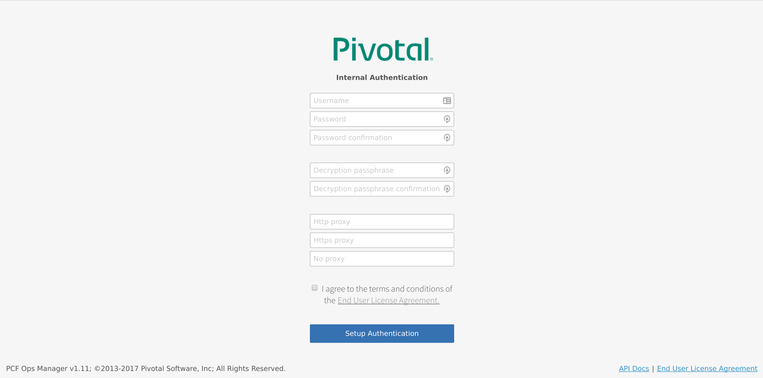 Pivotal.
Internal Authentication
Username
Password
Password confirmation
Decryption passphrase
Decryption passphrase confirmation
Http proxy
Https proxy
No proxy
I agree to the terms and conditions of
the End User License Agreement.
Setup Authentication
PCF Ops Manager v1.11; ©2013-2017 Pivotal Software, Inc; All Rights Reserved. API Docs | End User License Agreement